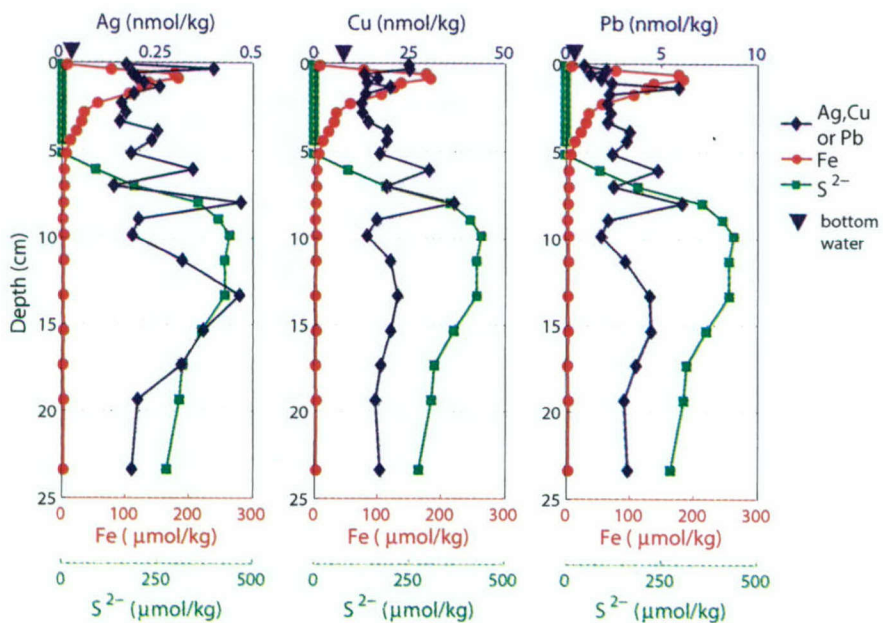 Ag (nmol/kg)
0 0.25 0.5
Cu (nmol/kg)
0 25 50
Pb (nmol/kg)
0 5 10
Depth (cm)
0
5
10
15
20
25
0 100 200 300
Fe ( μmol/kg)
0 250 500
S²⁻ (μmol/kg)
0 100 200 300
Fe ( μmol/kg)
0 250 500
S²⁻ (μmol/kg)
0 100 200 300
Fe ( μmol/kg)
0 250 500
S²⁻ (μmol/kg)
0
5
10
15
20
25
0
5
10
15
20
25
Ag,Cu
or Pb
Fe
S²⁻
bottom
water